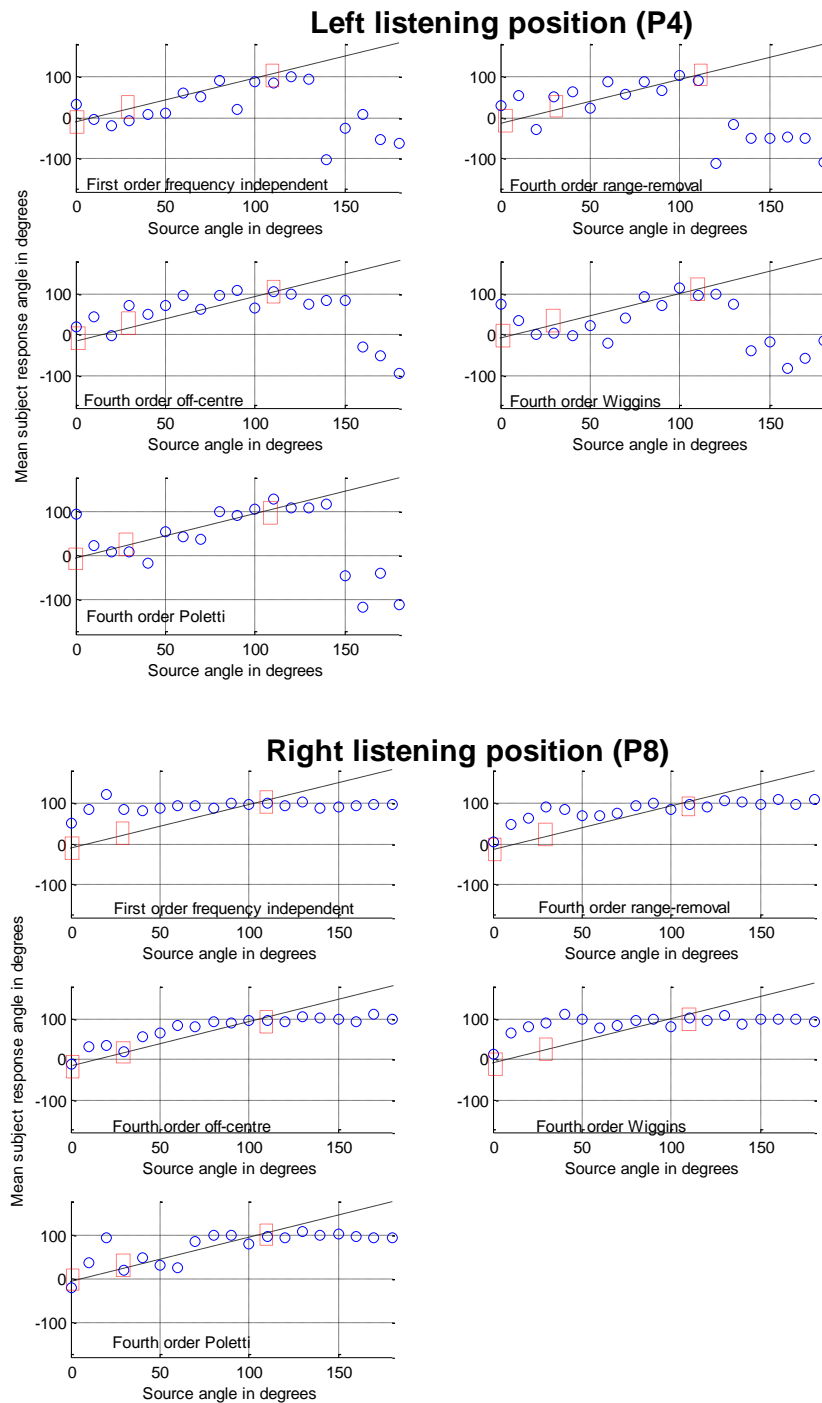 Left listening position (P4)
Mean subject response angle in degrees
100
0
-100
First order frequency independent
0 50 100 150
Source angle in degrees
100
0
-100
Fourth order range-removal
0 50 100 150
Source angle in degrees
100
0
-100
Fourth order off-centre
0 50 100 150
Source angle in degrees
100
0
-100
Fourth order Wiggins
0 50 100 150
Source angle in degrees
100
0
-100
Fourth order Poletti
0 50 100 150
Source angle in degrees
Right listening position (P8)
Mean subject response angle in degrees
100
0
-100
First order frequency independent
0 50 100 150
Source angle in degrees
100
0
-100
Fourth order range-removal
0 50 100 150
Source angle in degrees
100
0
-100
Fourth order off-centre
0 50 100 150
Source angle in degrees
100
0
-100
Fourth order Wiggins
0 50 100 150
Source angle in degrees
100
0
-100
Fourth order Poletti
0 50 100 150
Source angle in degrees